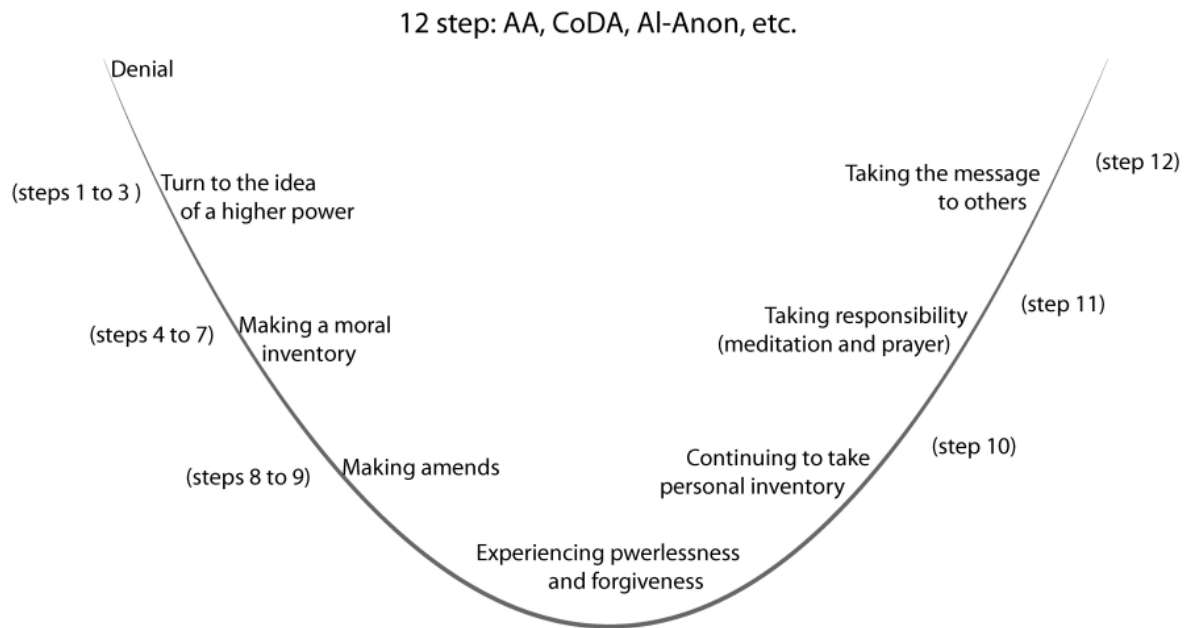 12 step: AA, CoDA, Al-Anon, etc.
Denial
(steps 1 to 3 )
Turn to the idea
of a higher power
(steps 4 to 7)
Making a moral
inventory
(steps 8 to 9)
Making amends
Experiencing pwerlessness
and forgiveness
Continuing to take
personal inventory
(step 10)
Taking responsibility
(meditation and prayer)
(step 11)
Taking the message
to others
(step 12)